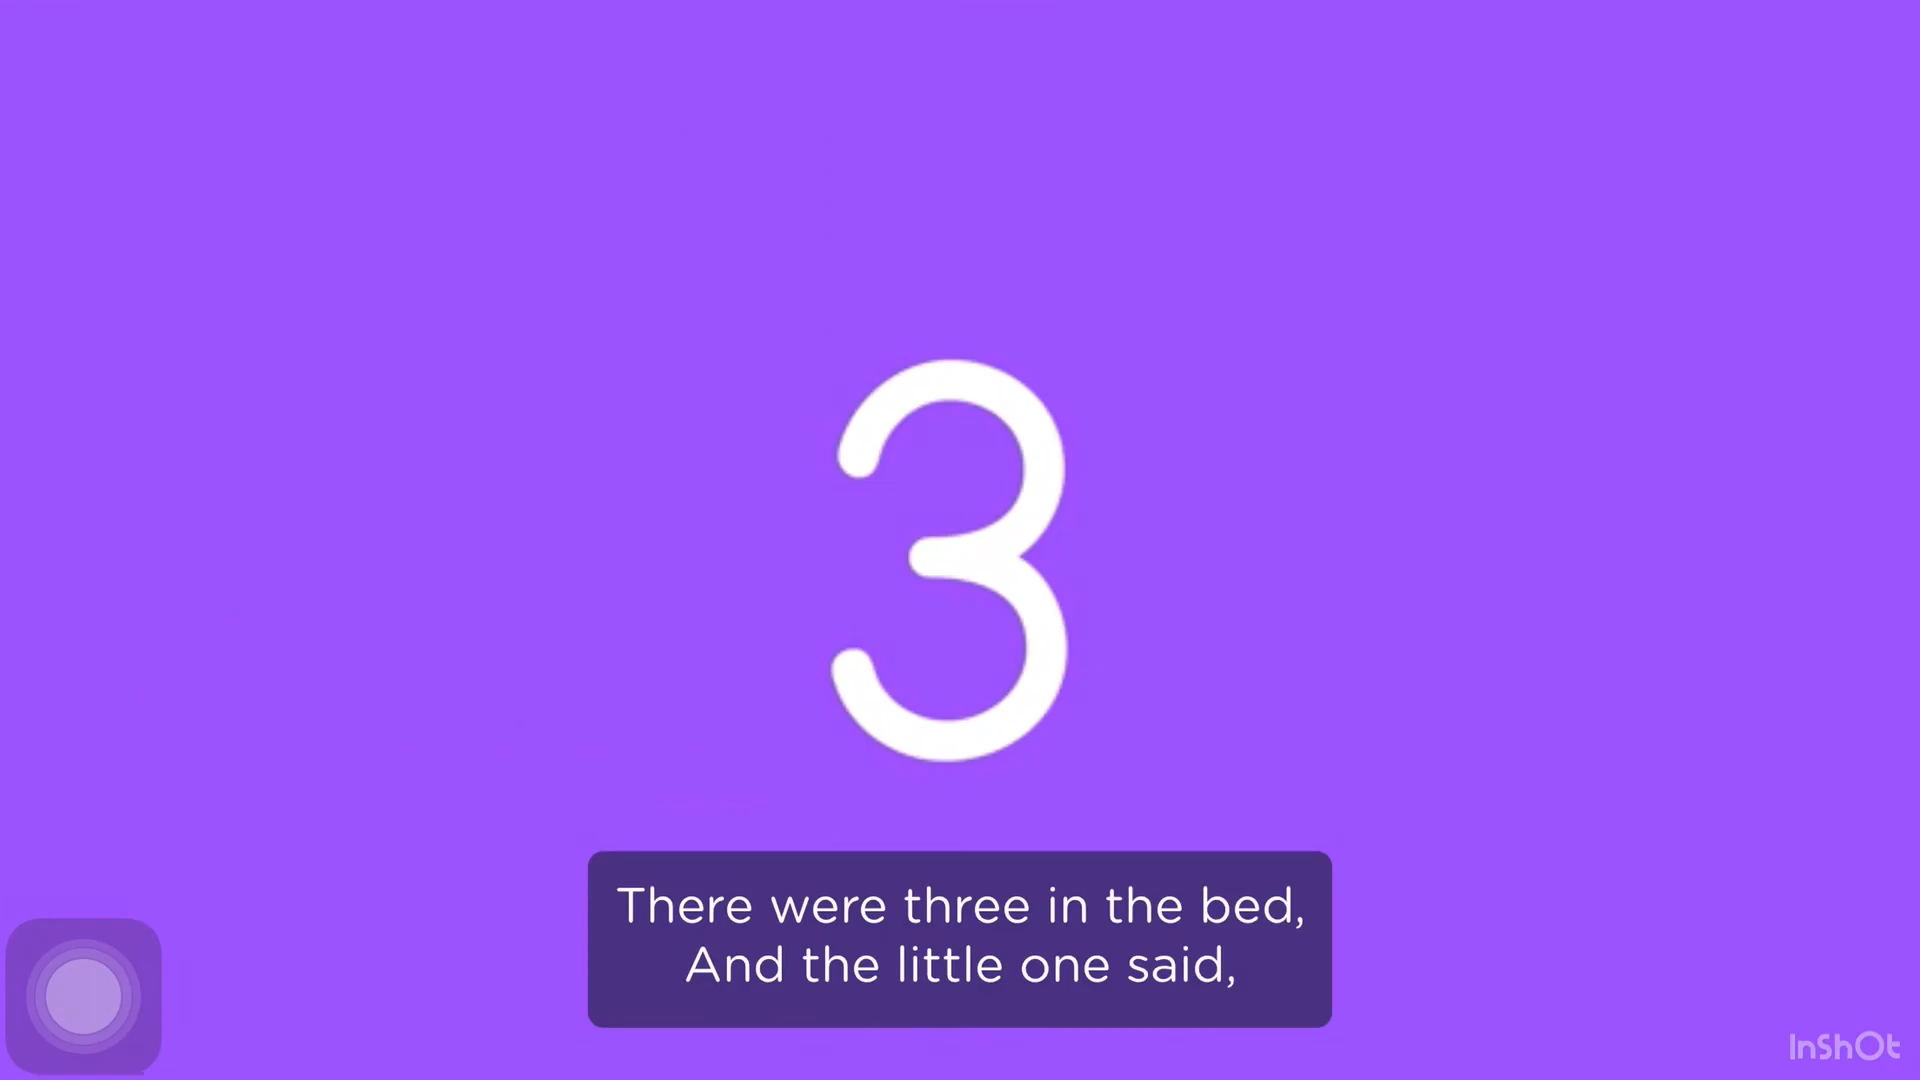 3
There were three in the bed,
And the little one said,
InShOt